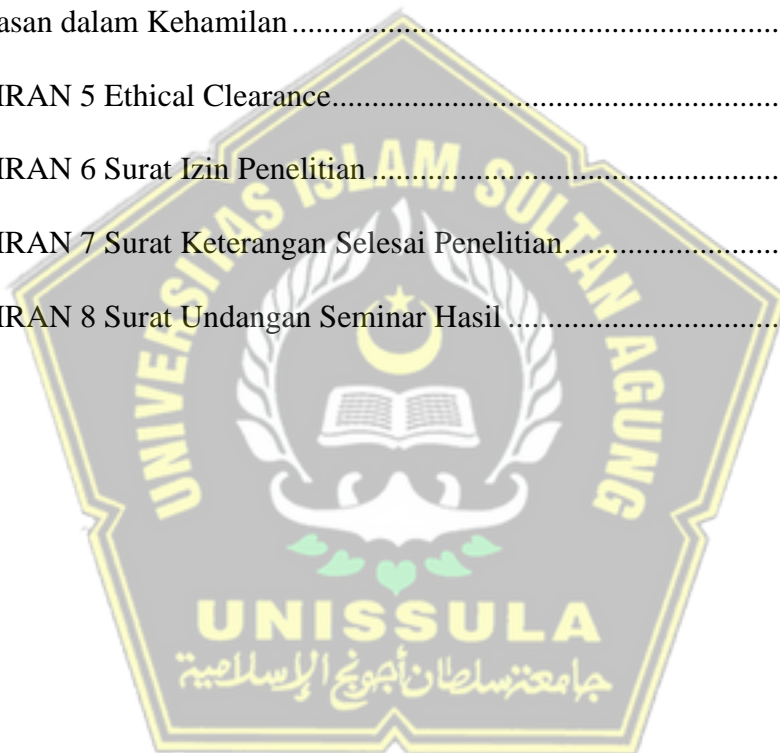 asan dalam Kehamilan ........................................................................
IRAN 5 Ethical Clearance....................................................................
IRAN 6 Surat Izin Penelitian ...............................................................
IRAN 7 Surat Keterangan Selesai Penelitian.......................................
IRAN 8 Surat Undangan Seminar Hasil ..............................................
UNIVERSITAS ISLAM SULTAN AGUNG
UNISSULA
جامعة سلطان أجونج الإسلامية